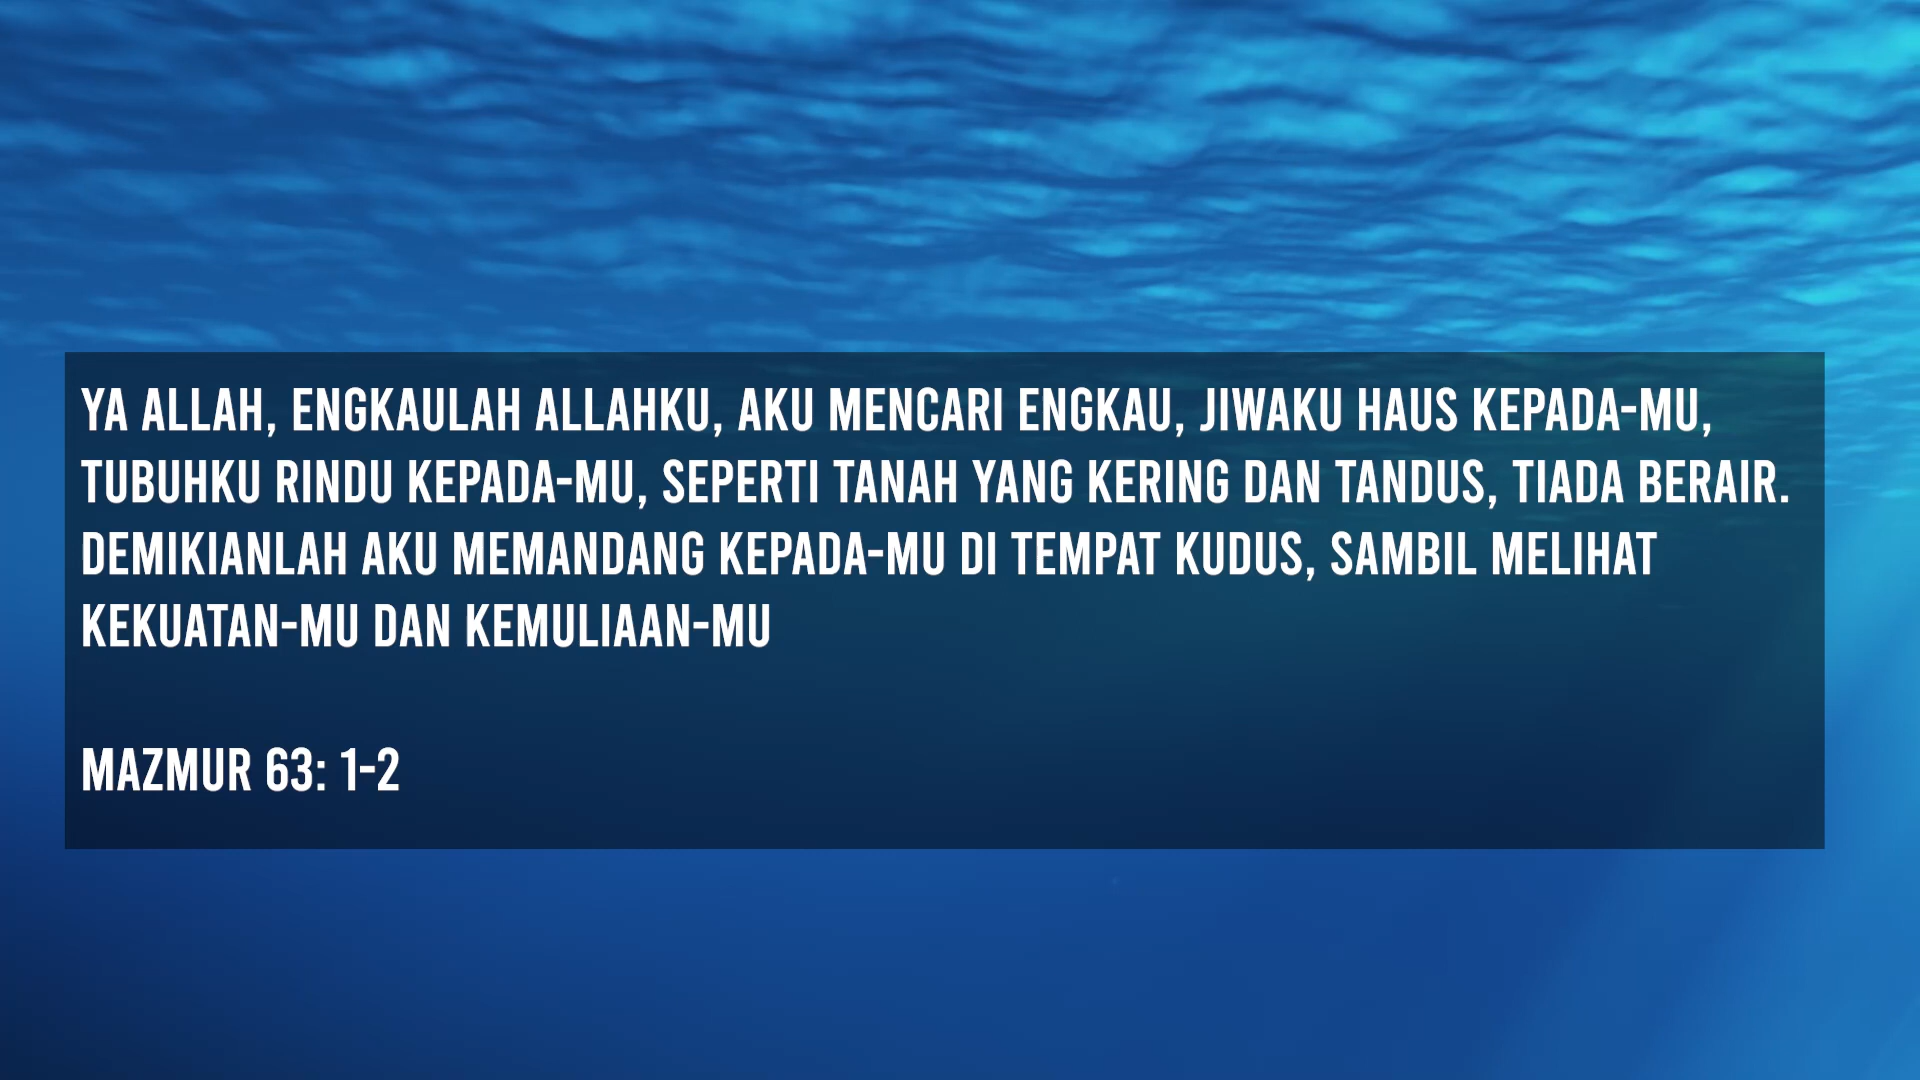 YA ALLAH, ENGKAULAH ALLAHKU, AKU MENCARI ENGKAU, JIWAKU HAUS KEPADA-MU,
TUBUHKU RINDU KEPADA-MU, SEPERTI TANAH YANG KERING DAN TANDUS, TIADA BERAIR.
DEMIKIANLAH AKU MEMANDANG KEPADA-MU DI TEMPAT KUDUS, SAMBIL MELIHAT
KEKUATAN-MU DAN KEMULIAAN-MU
MAZMUR 63: 1-2